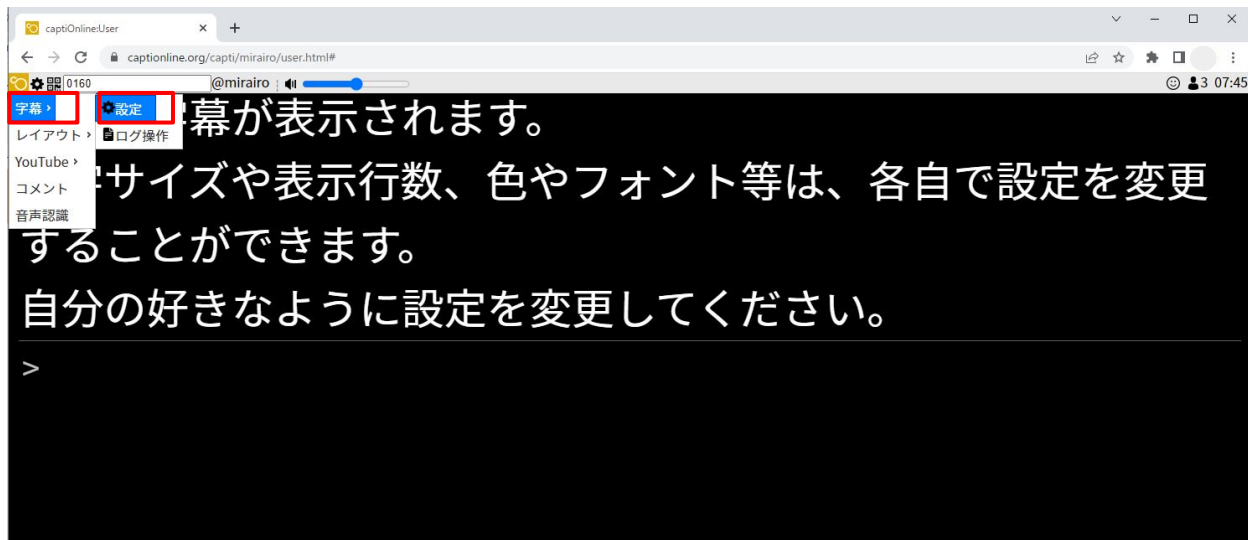 captiOnline:User
captionline.org/capti/mirairo/user.html#
0160 @mirairo 3 07:45
字幕 ›
レイアウト ›
YouTube ›
コメント
音声認識
設定
ログ操作
幕が表示されます。
サイズや表示行数、色やフォント等は、各自で設定を変更
することができます。
自分の好きなように設定を変更してください。
>